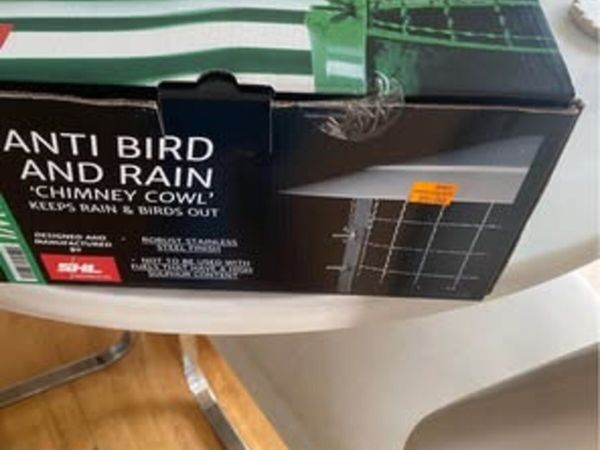 ANTI BIRD
AND RAIN
'CHIMNEY COWL'
KEEPS RAIN & BIRDS OUT
DESIGNED AND
MANUFACTURED
BY
SHL
• ROBUST STAINLESS
STEEL FINISH
• NOT TO BE USED WITH
FUELS THAT HAVE A HIGH
SULPHUR CONTENT